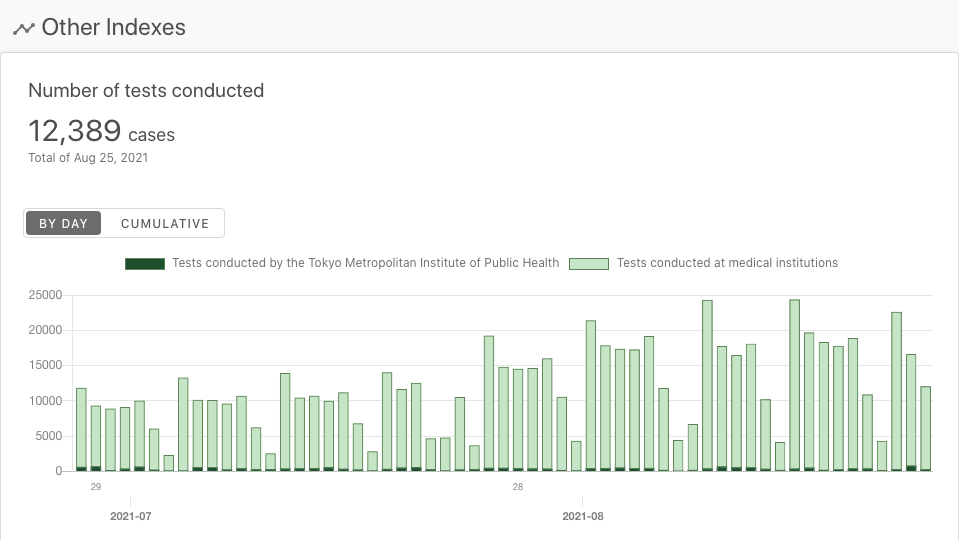 Other Indexes
Number of tests conducted
12,389 cases
Total of Aug 25, 2021
BY DAY CUMULATIVE
Tests conducted by the Tokyo Metropolitan Institute of Public Health Tests conducted at medical institutions
25000
20000
15000
10000
5000
0
29 28
2021-07 2021-08